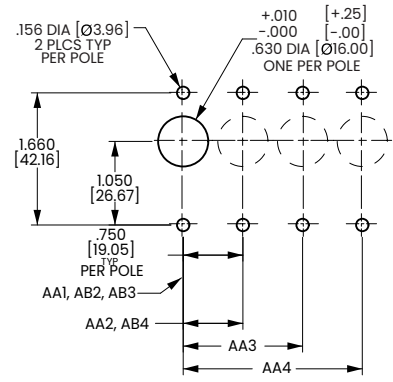 .156 DIA [Ø3.96]
2 PLCS TYP
PER POLE
+.010 [+.25]
-.000 [-.00]
.630 DIA [Ø16.00]
ONE PER POLE
1.660
[42.16]
1.050
[26.67]
.750
[19.05]
TYP
PER POLE
AA1, AB2, AB3
AA2, AB4
AA3
AA4